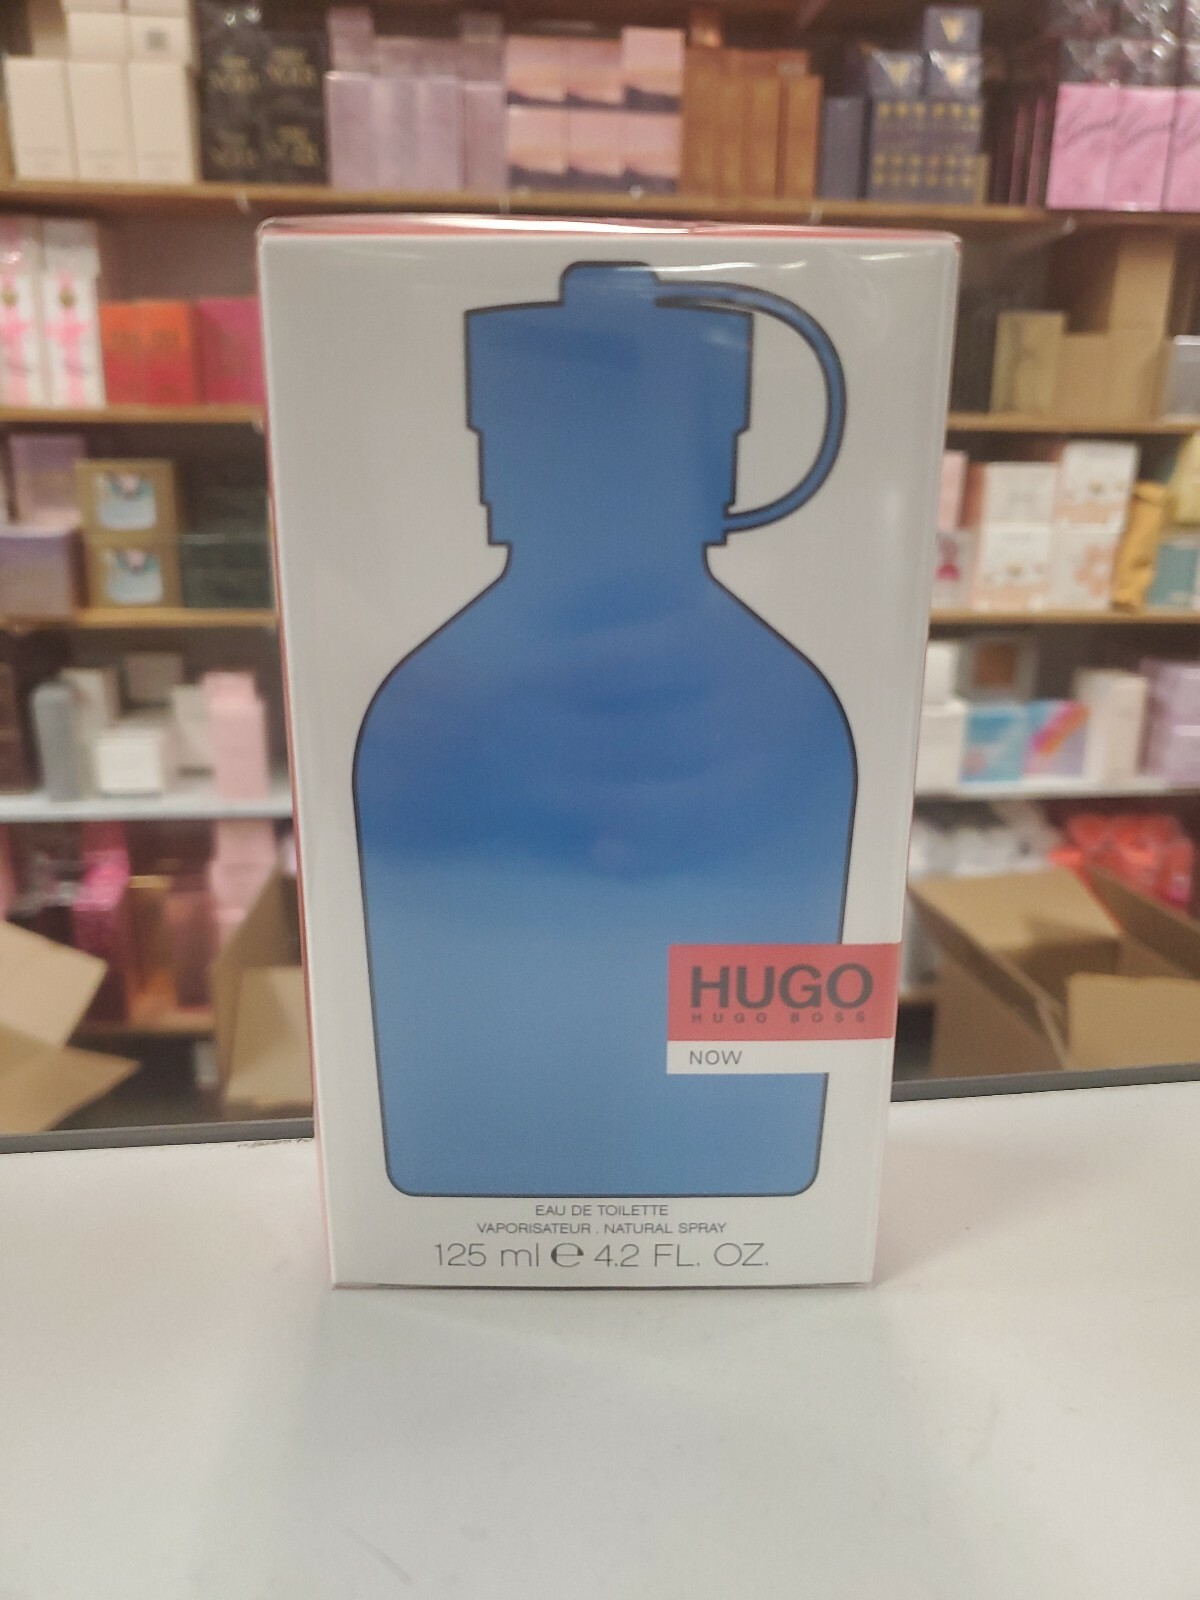 HUGO
HUGO BOSS
NOW
EAU DE TOILETTE
VAPORISATEUR . NATURAL SPRAY
125 ml ℮ 4.2 FL. OZ.